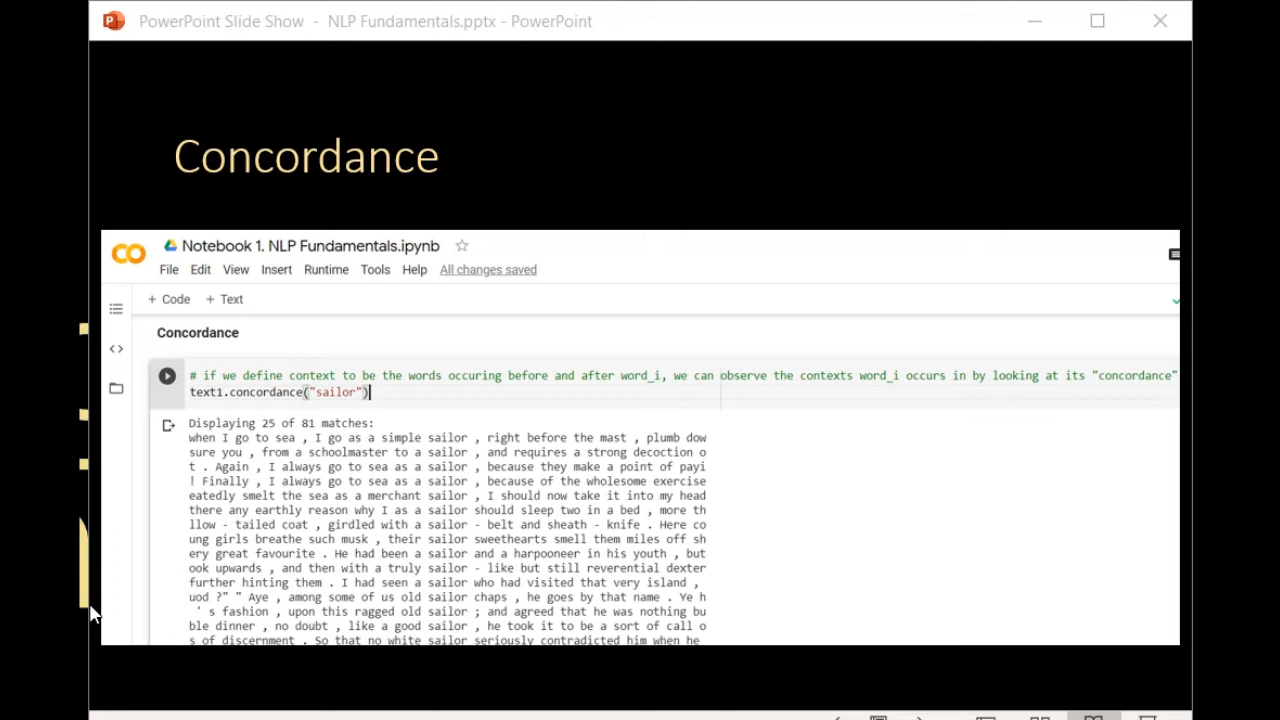 PowerPoint Slide Show - NLP Fundamentals.pptx - PowerPoint
Concordance
CO Notebook 1. NLP Fundamentals.ipynb
File Edit View Insert Runtime Tools Help All changes saved
+ Code + Text
Concordance
# if we define context to be the words occuring before and after word_i, we can observe the contexts word_i occurs in by looking at its "concordance"
text1.concordance("sailor")
Displaying 25 of 81 matches:
when I go to sea , I go as a simple sailor , right before the mast , plumb dow
sure you , from a schoolmaster to a sailor , and requires a strong decoction o
t . Again , I always go to sea as a sailor , because they make a point of payi
! Finally , I always go to sea as a sailor , because of the wholesome exercise
eatedly smelt the sea as a merchant sailor , I should now take it into my head
there any earthly reason why I as a sailor should sleep two in a bed , more th
llow - tailed coat , girdled with a sailor - belt and sheath - knife . Here co
ung girls breathe such musk , their sailor sweethearts smell them miles off sh
ery great favourite . He had been a sailor and a harpooneer in his youth , but
ook upwards , and then with a truly sailor - like but still reverential dexter
further hinting them . I had seen a sailor who had visited that very island ,
uod ?" " Aye , among some of us old sailor chaps , he goes by that name . Ye h
' s fashion , upon this ragged old sailor ; and agreed that he was nothing bu
ble dinner , no doubt , like a good sailor , he took it to be a sort of call o
s of discernment . So that no white sailor seriously contradicted him when he